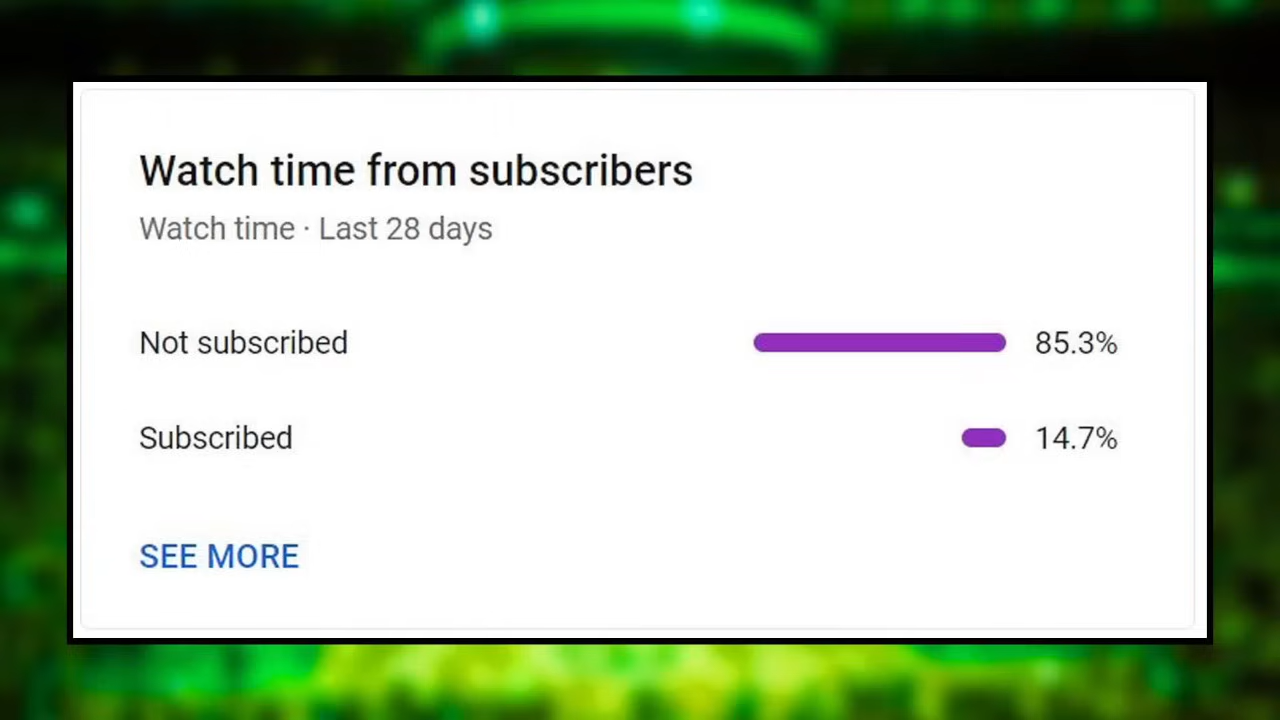 Watch time from subscribers
Watch time · Last 28 days
Not subscribed 85.3%
Subscribed 14.7%
SEE MORE